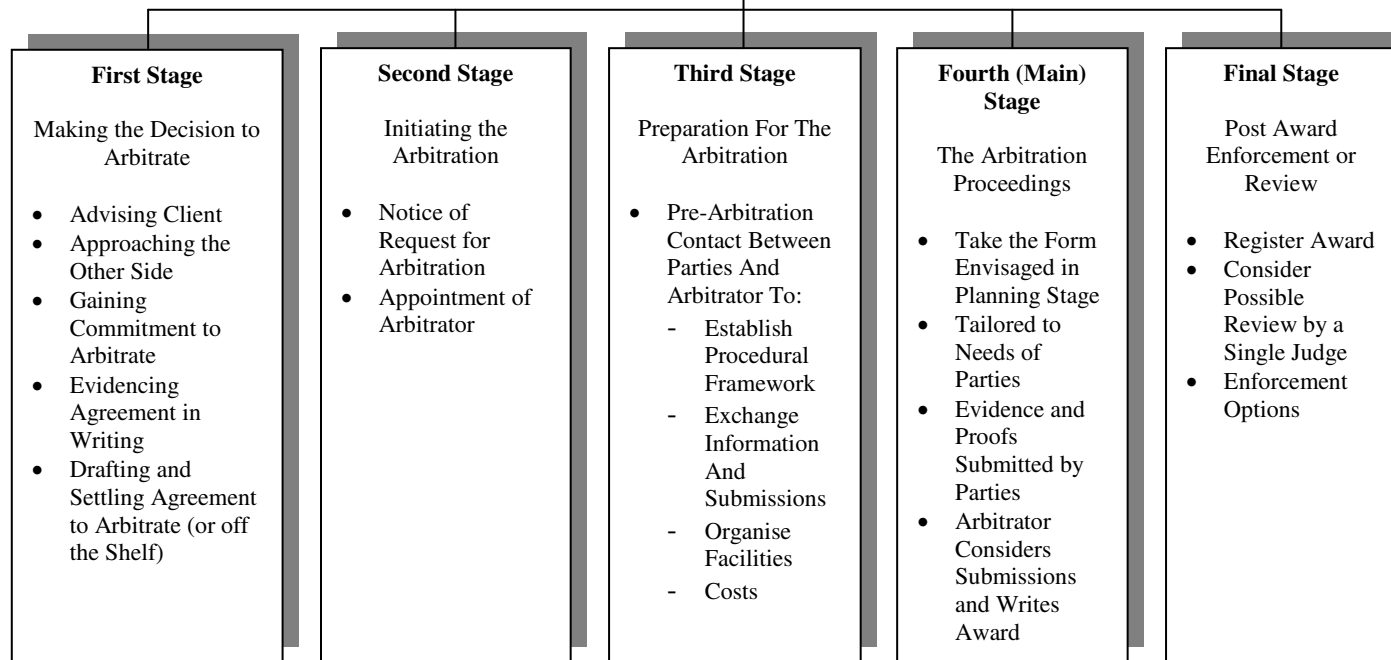 First Stage
Making the Decision to
Arbitrate
• Advising Client
• Approaching the
Other Side
• Gaining
Commitment to
Arbitrate
• Evidencing
Agreement in
Writing
• Drafting and
Settling Agreement
to Arbitrate (or off
the Shelf)
Second Stage
Initiating the
Arbitration
• Notice of
Request for
Arbitration
• Appointment of
Arbitrator
Third Stage
Preparation For The
Arbitration
• Pre-Arbitration
Contact Between
Parties And
Arbitrator To:
- Establish
Procedural
Framework
- Exchange
Information
And
Submissions
- Organise
Facilities
- Costs
Fourth (Main)
Stage
The Arbitration
Proceedings
• Take the Form
Envisaged in
Planning Stage
• Tailored to
Needs of
Parties
• Evidence and
Proofs
Submitted by
Parties
• Arbitrator
Considers
Submissions
and Writes
Award
Final Stage
Post Award
Enforcement or
Review
• Register Award
• Consider
Possible
Review by a
Single Judge
• Enforcement
Options